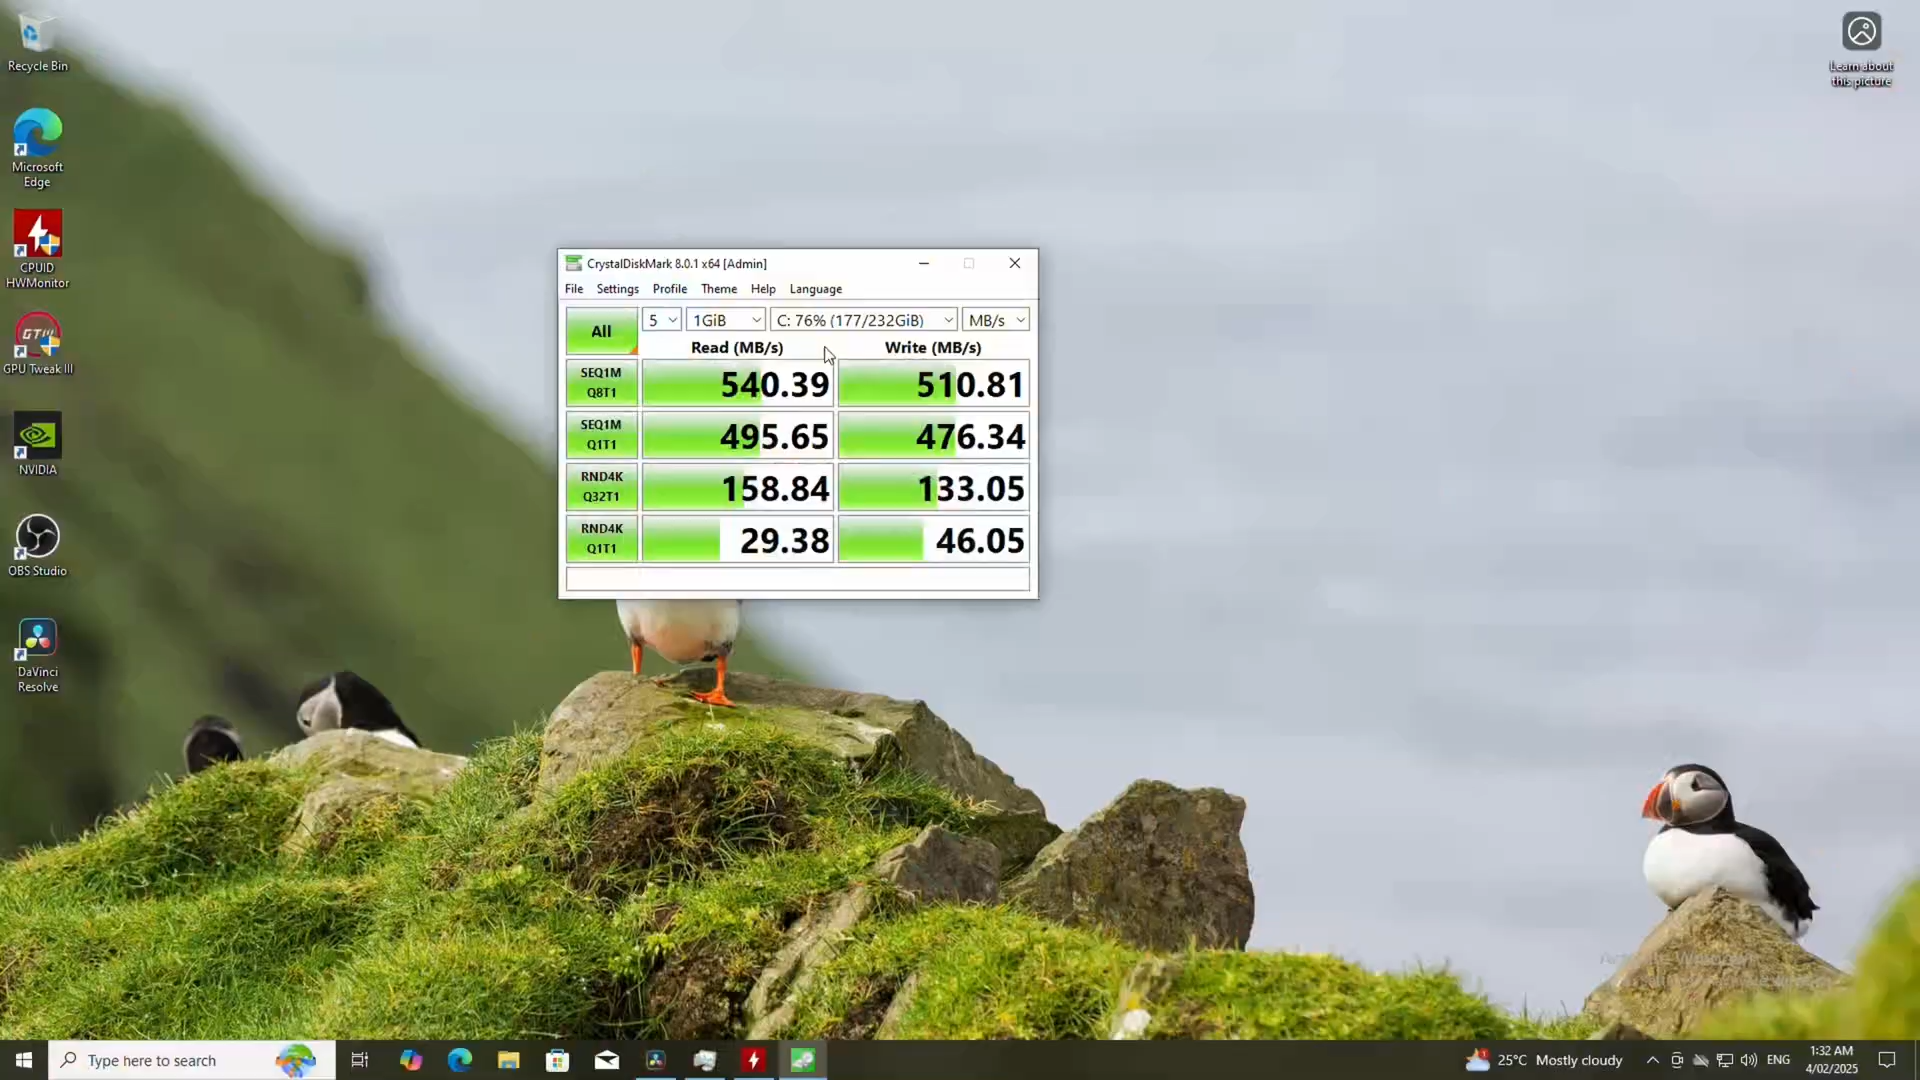 Recycle Bin
Learn about
this picture
Microsoft
Edge
CPUID
HWMonitor
GTIII
GPU Tweak III
NVIDIA
OBS Studio
DaVinci
Resolve
CrystalDiskMark 8.0.1 x64 [Admin]
File Settings Profile Theme Help Language
All 5 1GiB C: 76% (177/232GiB) MB/s
Read (MB/s) Write (MB/s)
SEQ1M
Q8T1 540.39 510.81
SEQ1M
Q1T1 495.65 476.34
RND4K
Q32T1 158.84 133.05
RND4K
Q1T1 29.38 46.05
Activate Windows
Type here to search
25°C Mostly cloudy
ENG
1:32 AM
4/02/2025